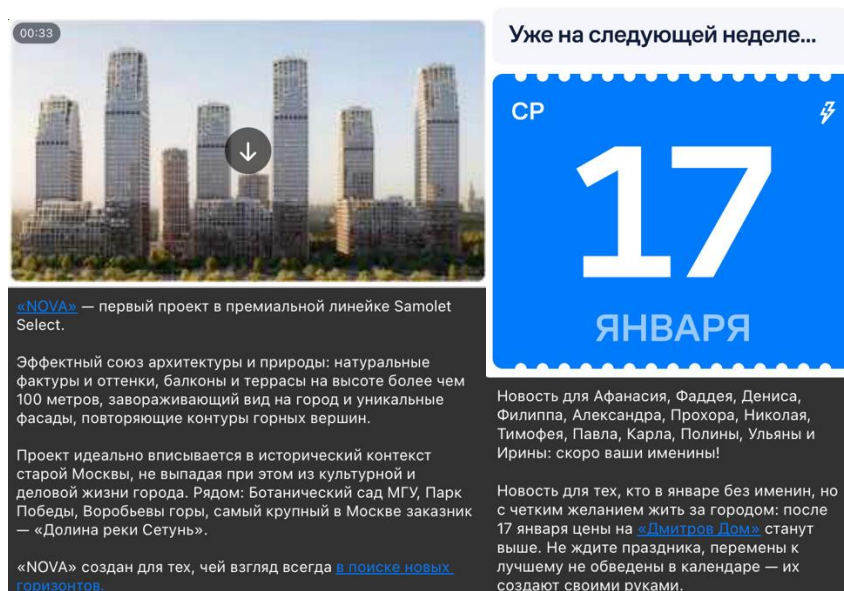 00:33
«NOVA» — первый проект в премиальной линейке Samolet
Select.
Эффектный союз архитектуры и природы: натуральные
фактуры и оттенки, балконы и террасы на высоте более чем
100 метров, завораживающий вид на город и уникальные
фасады, повторяющие контуры горных вершин.
Проект идеально вписывается в исторический контекст
старой Москвы, не выпадая при этом из культурной и
деловой жизни города. Рядом: Ботанический сад МГУ, Парк
Победы, Воробьевы горы, самый крупный в Москве заказник
— «Долина реки Сетунь».
«NOVA» создан для тех, чей взгляд всегда в поиске новых
горизонтов.
Уже на следующей неделе...
СР
17
ЯНВАРЯ
Новость для Афанасия, Фаддея, Дениса,
Филиппа, Александра, Прохора, Николая,
Тимофея, Павла, Карла, Полины, Ульяны и
Ирины: скоро ваши именины!
Новость для тех, кто в январе без именин, но
с четким желанием жить за городом: после
17 января цены на «Дмитров Дом» станут
выше. Не ждите праздника, перемены к
лучшему не обведены в календаре — их
создают своими руками.